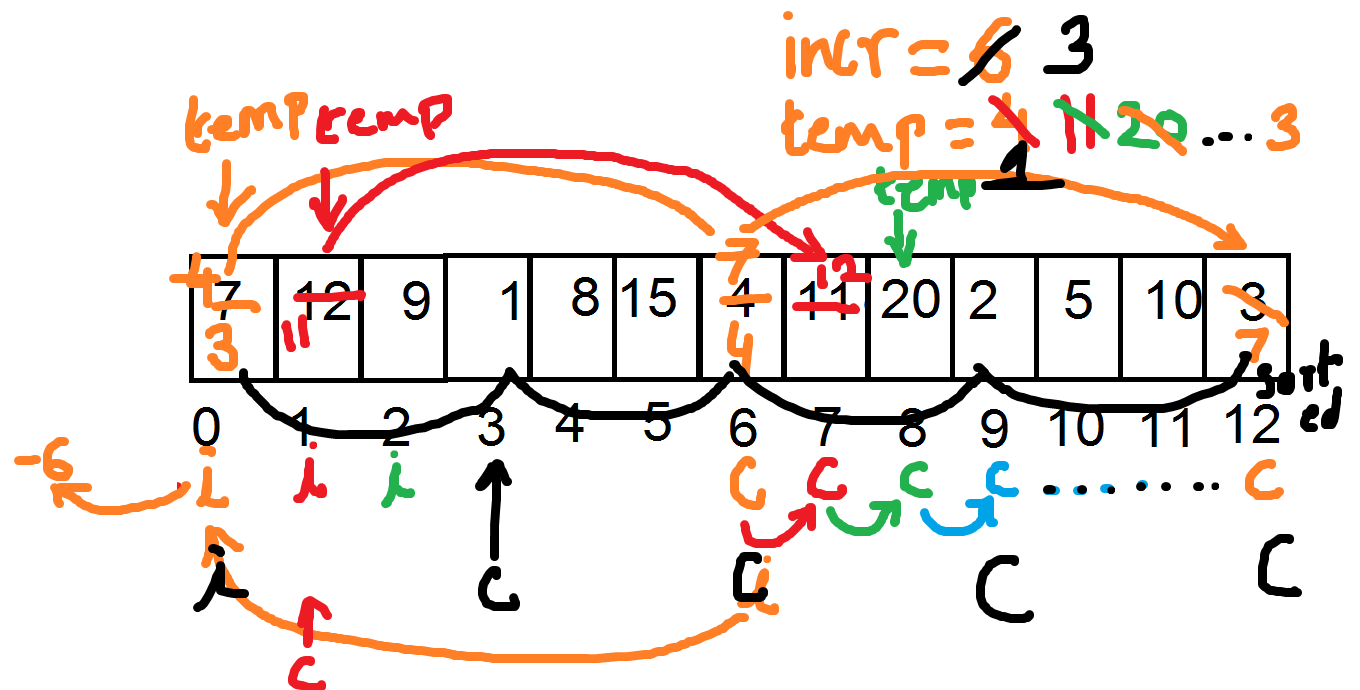 incr = 6 3
temp temp
temp = 4 11 20 ... 3
temp 1
4 7 12
7 12 9 1 8 15 4 11 20 2 5 10 3
3 11 4 7
sorted
0 1 2 3 4 5 6 7 8 9 10 11 12
-6 i i i c c c c ........ c
i c c i c c
c